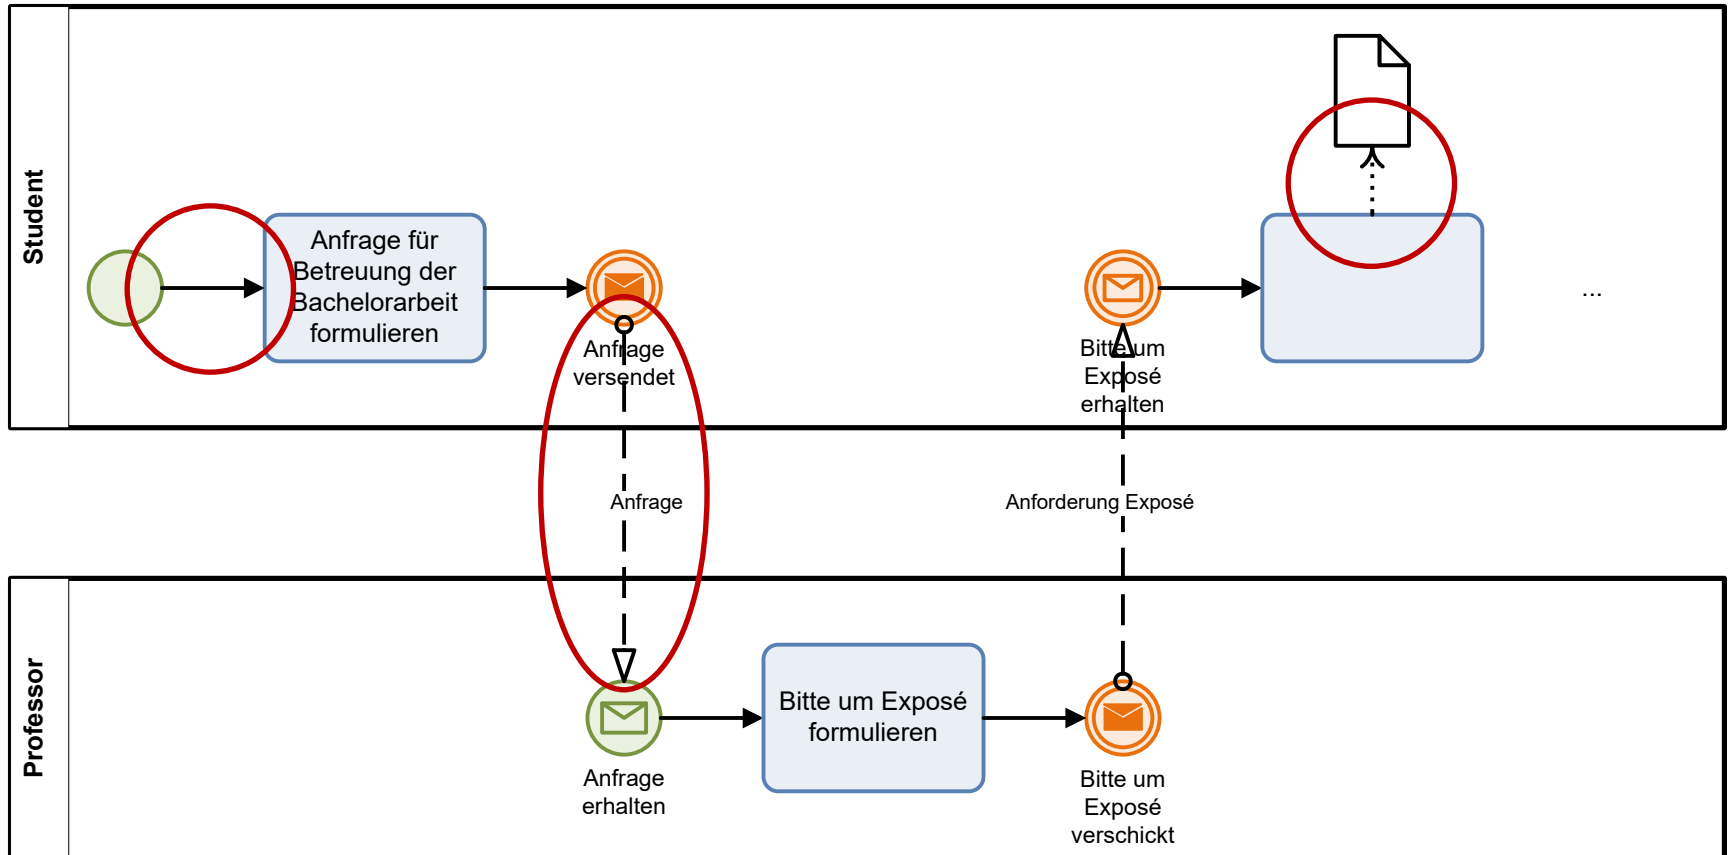 Student
Anfrage für
Betreuung der
Bachelorarbeit
formulieren
Anfrage
versendet
Bitte um
Exposé
erhalten
...
Anfrage
Anforderung Exposé
Professor
Anfrage
erhalten
Bitte um Exposé
formulieren
Bitte um
Exposé
verschickt